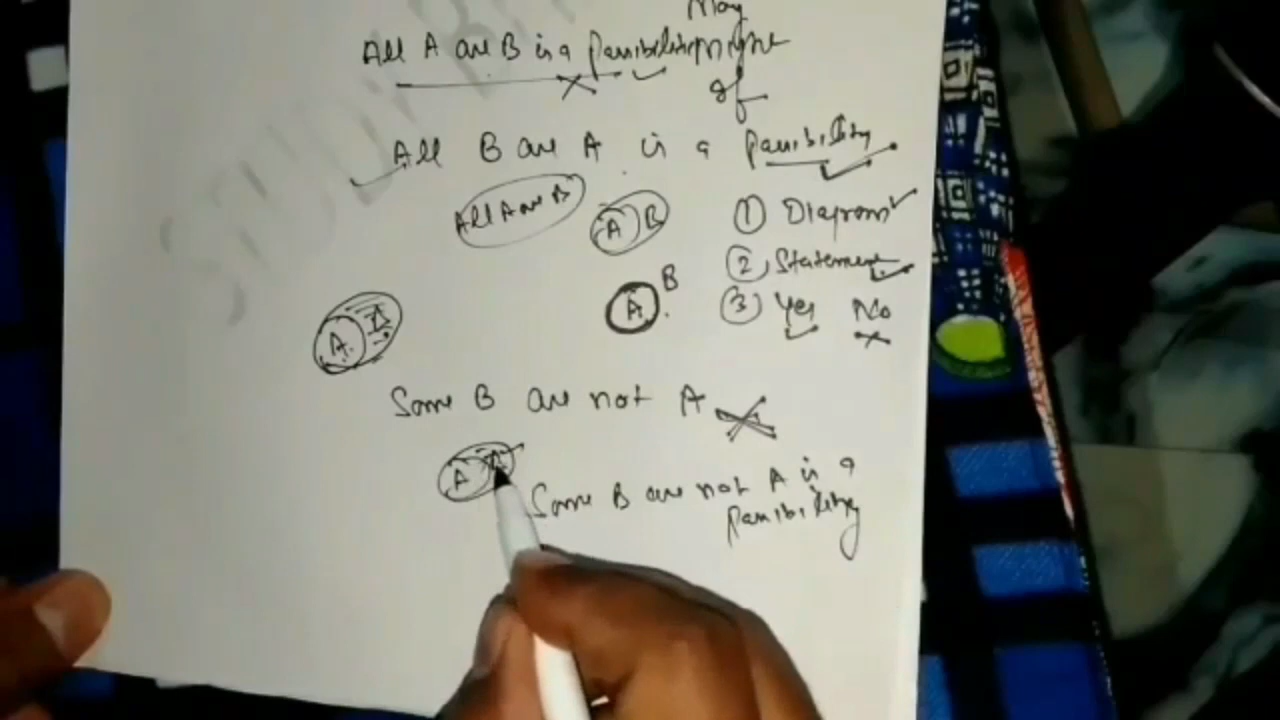 May
All A are B is a Possibility might
of
All B are A is a Possibility
All A are B
A B
① Diagram
② Statement
B
A
③ Yes No
A
Some B are not A
A
Some B are not A is a
Possibility